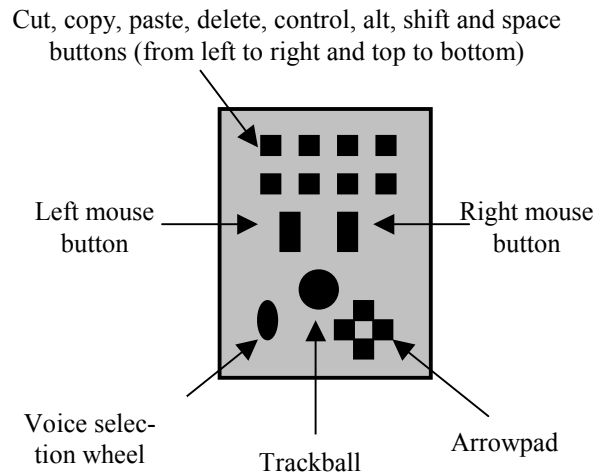 Cut, copy, paste, delete, control, alt, shift and space
buttons (from left to right and top to bottom)
Left mouse
button
Right mouse
button
Voice selec-
tion wheel
Trackball
Arrowpad